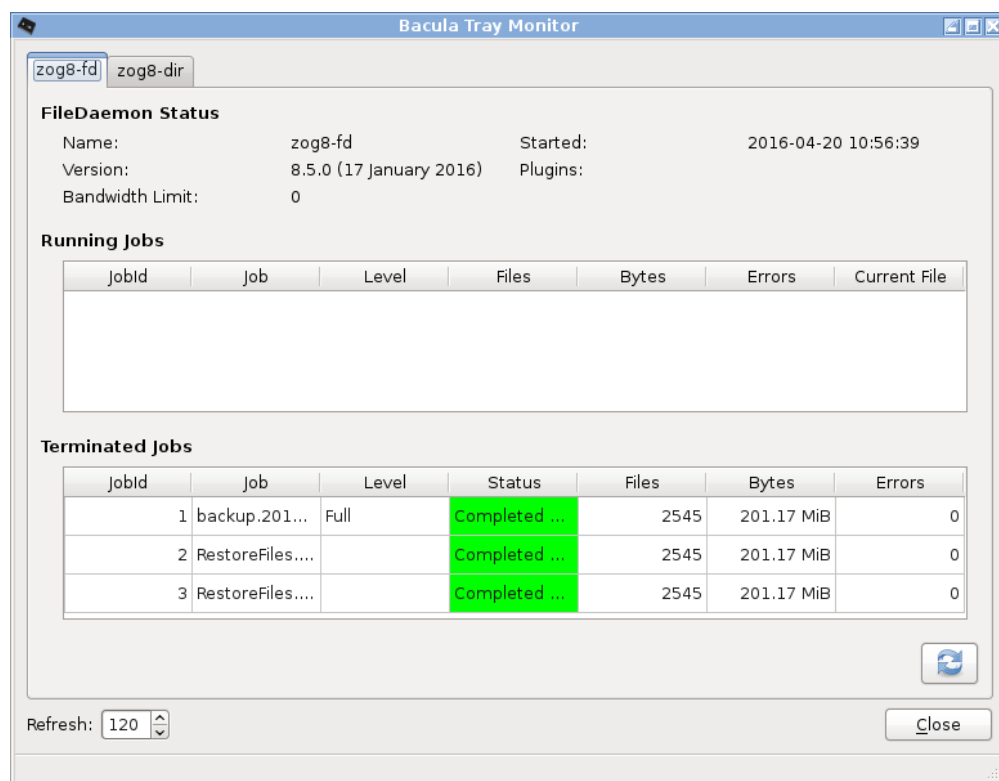 Bacula Tray Monitor
zog8-fd zog8-dir
FileDaemon Status
Name: zog8-fd Started: 2016-04-20 10:56:39
Version: 8.5.0 (17 January 2016) Plugins:
Bandwidth Limit: 0
Running Jobs
JobId Job Level Files Bytes Errors Current File
Terminated Jobs
JobId Job Level Status Files Bytes Errors
1 backup.201... Full Completed ... 2545 201.17 MiB 0
2 RestoreFiles.... Completed ... 2545 201.17 MiB 0
3 RestoreFiles.... Completed ... 2545 201.17 MiB 0
Refresh: 120 Close